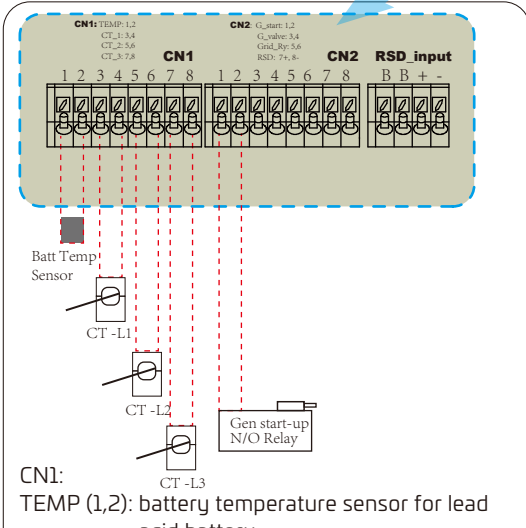 CN1: TEMP: 1,2
CT_1: 3,4
CT_2: 5,6
CT_3: 7,8
CN2: G_start: 1,2
G_valve: 3,4
Grid_Ry: 5,6
RSD: 7+, 8-
CN1
CN2
RSD_input
1 2 3 4 5 6 7 8
1 2 3 4 5 6 7 8
B B + -
Batt Temp
Sensor
CT -L1
CT -L2
CT -L3
Gen start-up
N/O Relay
CN1:
TEMP (1,2): battery temperature sensor for lead
acid battery